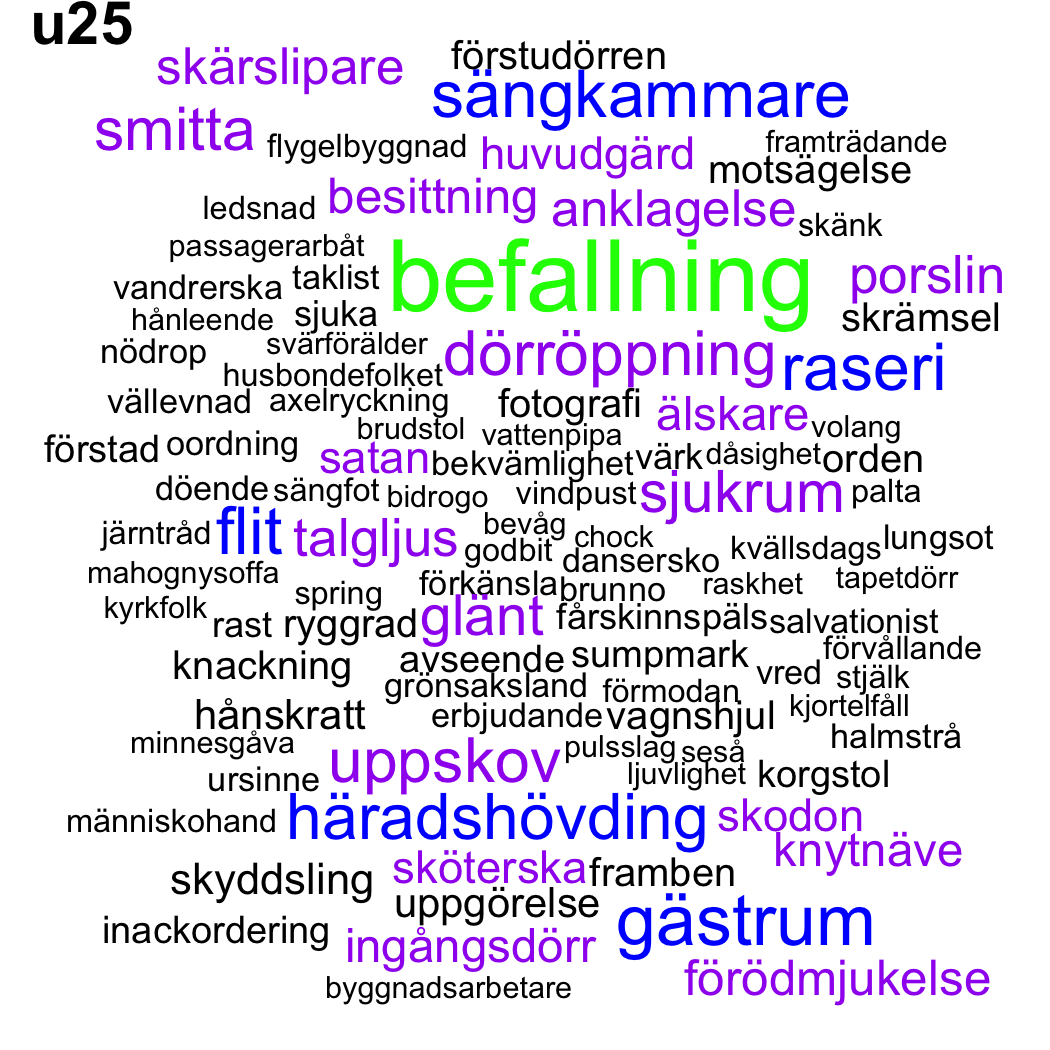 u25
skärslipare förstudörren
sängkammare
smitta flygelbyggnad huvudgärd framträdande
motsägelse
ledsnad besittning anklagelse skänk
passagerarbåt befallning
vandrerska taklist porslin
hånleende sjuka skrämsel
nödrop svärförälder dörröppning raseri
husbondefolket
vällevnad axelryckning fotografi älskare volang
brudstol vattenpipa
förstad oordning satan bekvämlighet värk dåsighet orden
döende sängfot bidrogo vindpust sjukrum palta
järntråd flit talgljus bevåg chock kvällsdags lungsot
godbit dansersko
mahognysoffa spring förkänsla brunno raskhet tapetdörr
kyrkfolk rast ryggrad glänt fårskinnspäls salvationist
knackning avseende sumpmark vred förvållande
stjälk
grönsaksland förmodan
hånskratt erbjudande vagnshjul kjortelfåll
minnesgåva uppskov pulsslag seså halmstrå
ursinne ljuvlighet korgstol
människohand häradshövding skodon
knytnäve
skyddsling sköterska framben
uppgörelse gästrum
inackordering ingångsdörr
byggnadsarbetare förödmjukelse